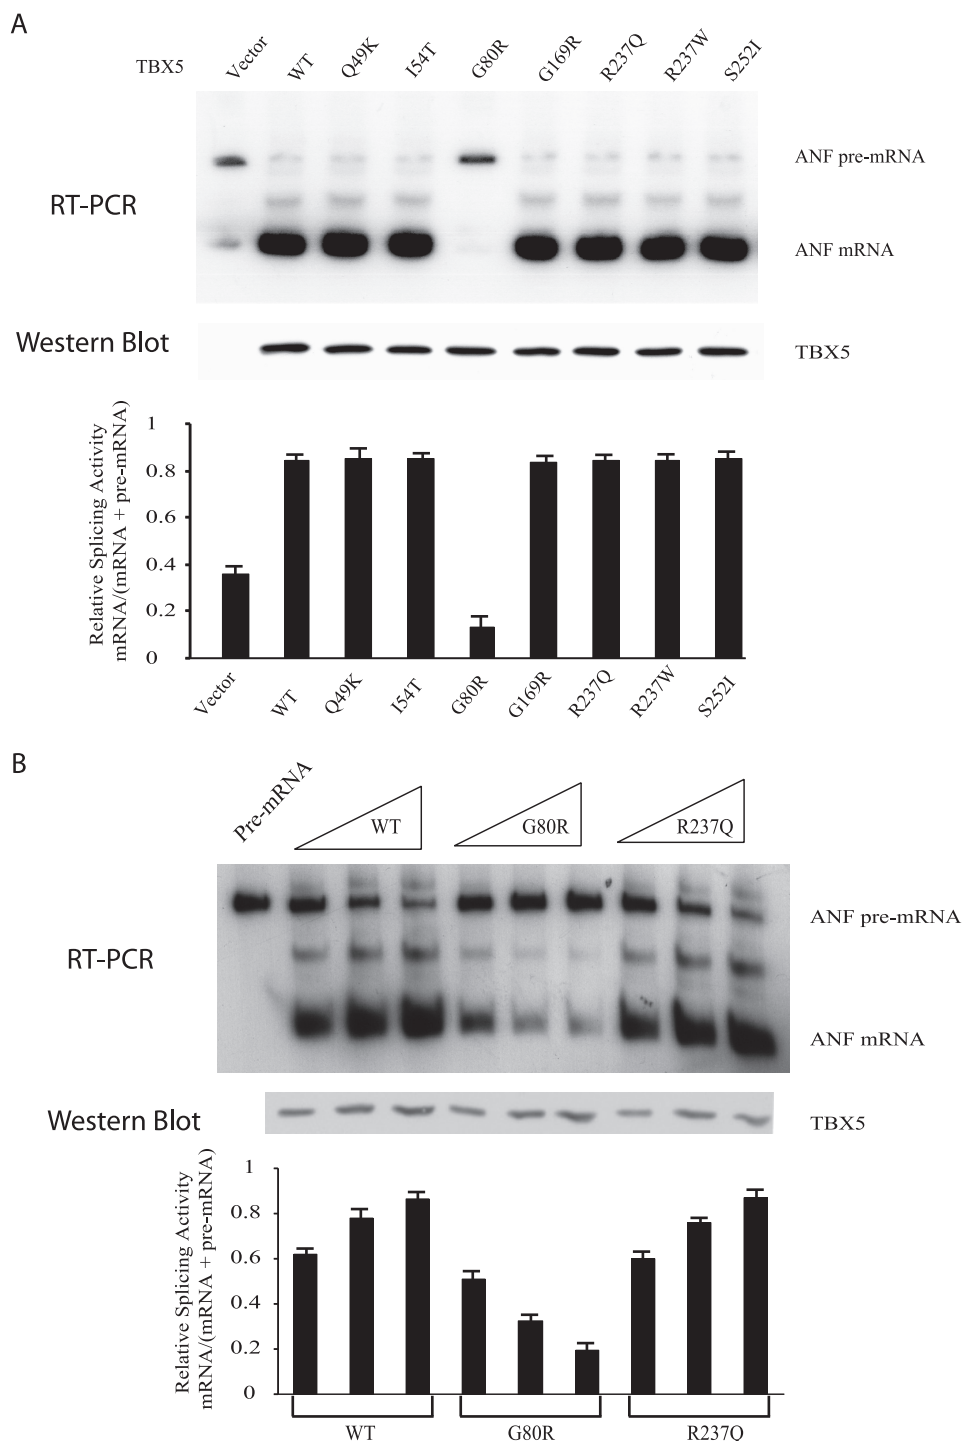 A
TBX5
Vector
WT
Q49K
I54T
G80R
G169R
R237Q
R237W
S252I
RT-PCR
ANF pre-mRNA
ANF mRNA
Western Blot
TBX5
Relative Splicing Activity
mRNA/(mRNA + pre-mRNA)
1
0.8
0.6
0.4
0.2
0
Vector
WT
Q49K
I54T
G80R
G169R
R237Q
R237W
S252I
B
Pre-mRNA
WT
G80R
R237Q
RT-PCR
ANF pre-mRNA
ANF mRNA
Western Blot
TBX5
Relative Splicing Activity
mRNA/(mRNA + pre-mRNA)
1
0.8
0.6
0.4
0.2
0
WT
G80R
R237Q